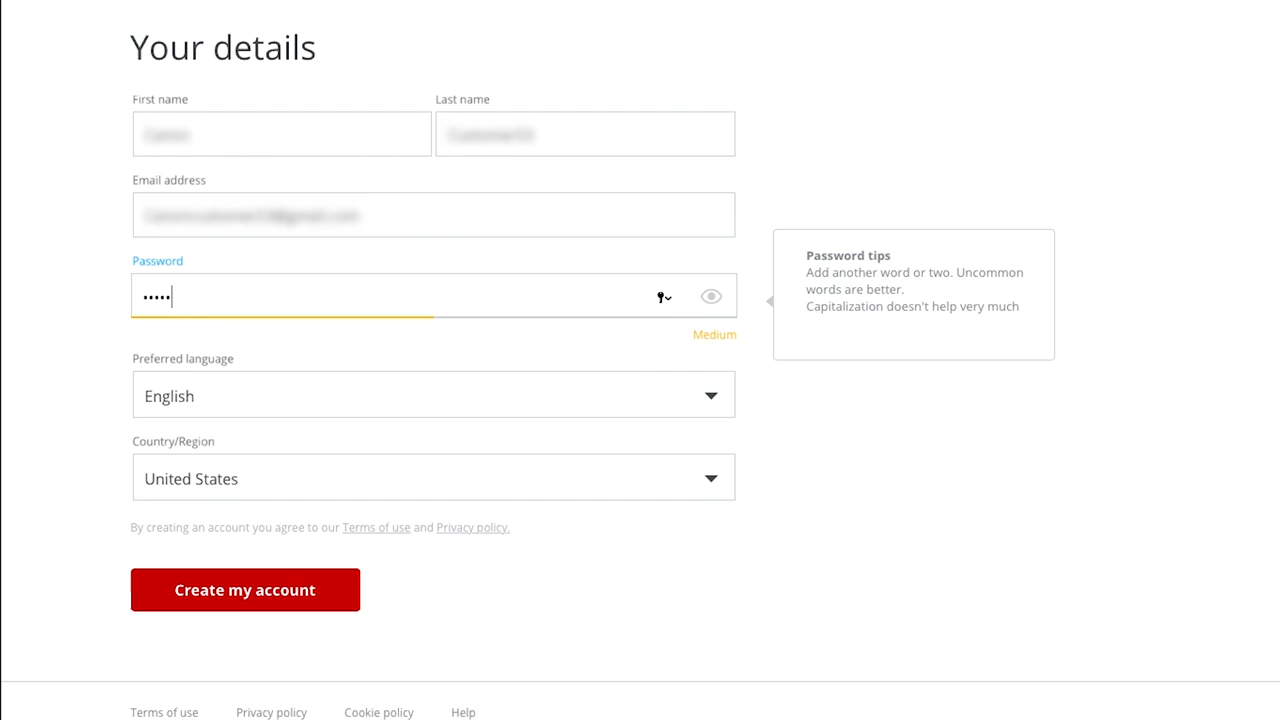 Your details
First name Last name
Email address
Password
•••••
Medium
Password tips
Add another word or two. Uncommon
words are better.
Capitalization doesn't help very much
Preferred language
English
Country/Region
United States
By creating an account you agree to our Terms of use and Privacy policy.
Create my account
Terms of use Privacy policy Cookie policy Help